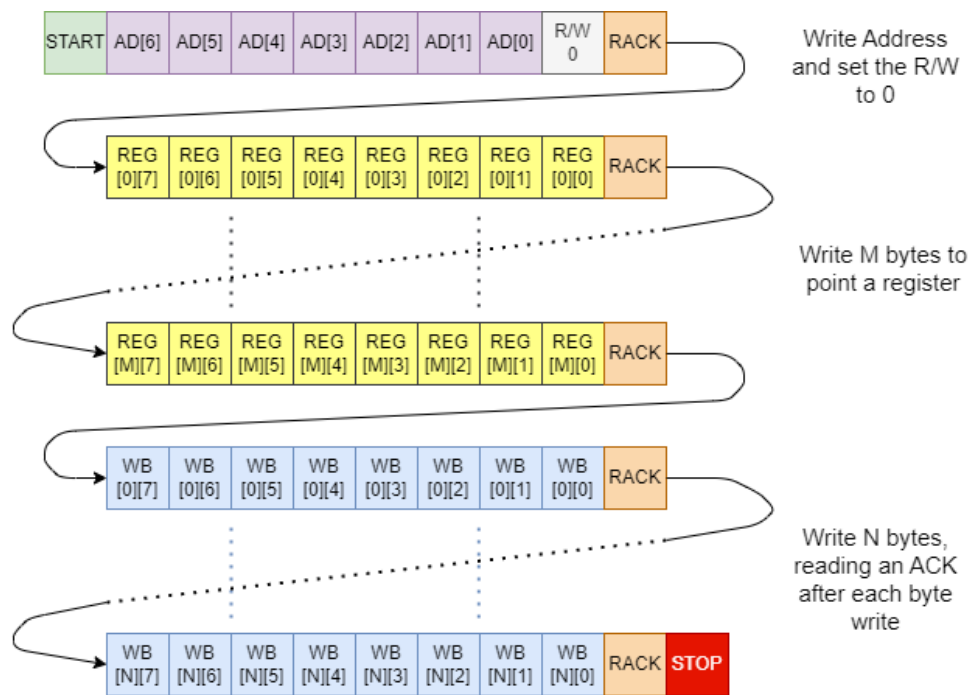 START AD[6] AD[5] AD[4] AD[3] AD[2] AD[1] AD[0] R/W 0 RACK
Write Address
and set the R/W
to 0
REG REG REG REG REG REG REG REG
[0][7] [0][6] [0][5] [0][4] [0][3] [0][2] [0][1] [0][0] RACK
Write M bytes to
point a register
REG REG REG REG REG REG REG REG
[M][7] [M][6] [M][5] [M][4] [M][3] [M][2] [M][1] [M][0] RACK
WB WB WB WB WB WB WB WB
[0][7] [0][6] [0][5] [0][4] [0][3] [0][2] [0][1] [0][0] RACK
Write N bytes,
reading an ACK
after each byte
write
WB WB WB WB WB WB WB WB
[N][7] [N][6] [N][5] [N][4] [N][3] [N][2] [N][1] [N][0] RACK STOP